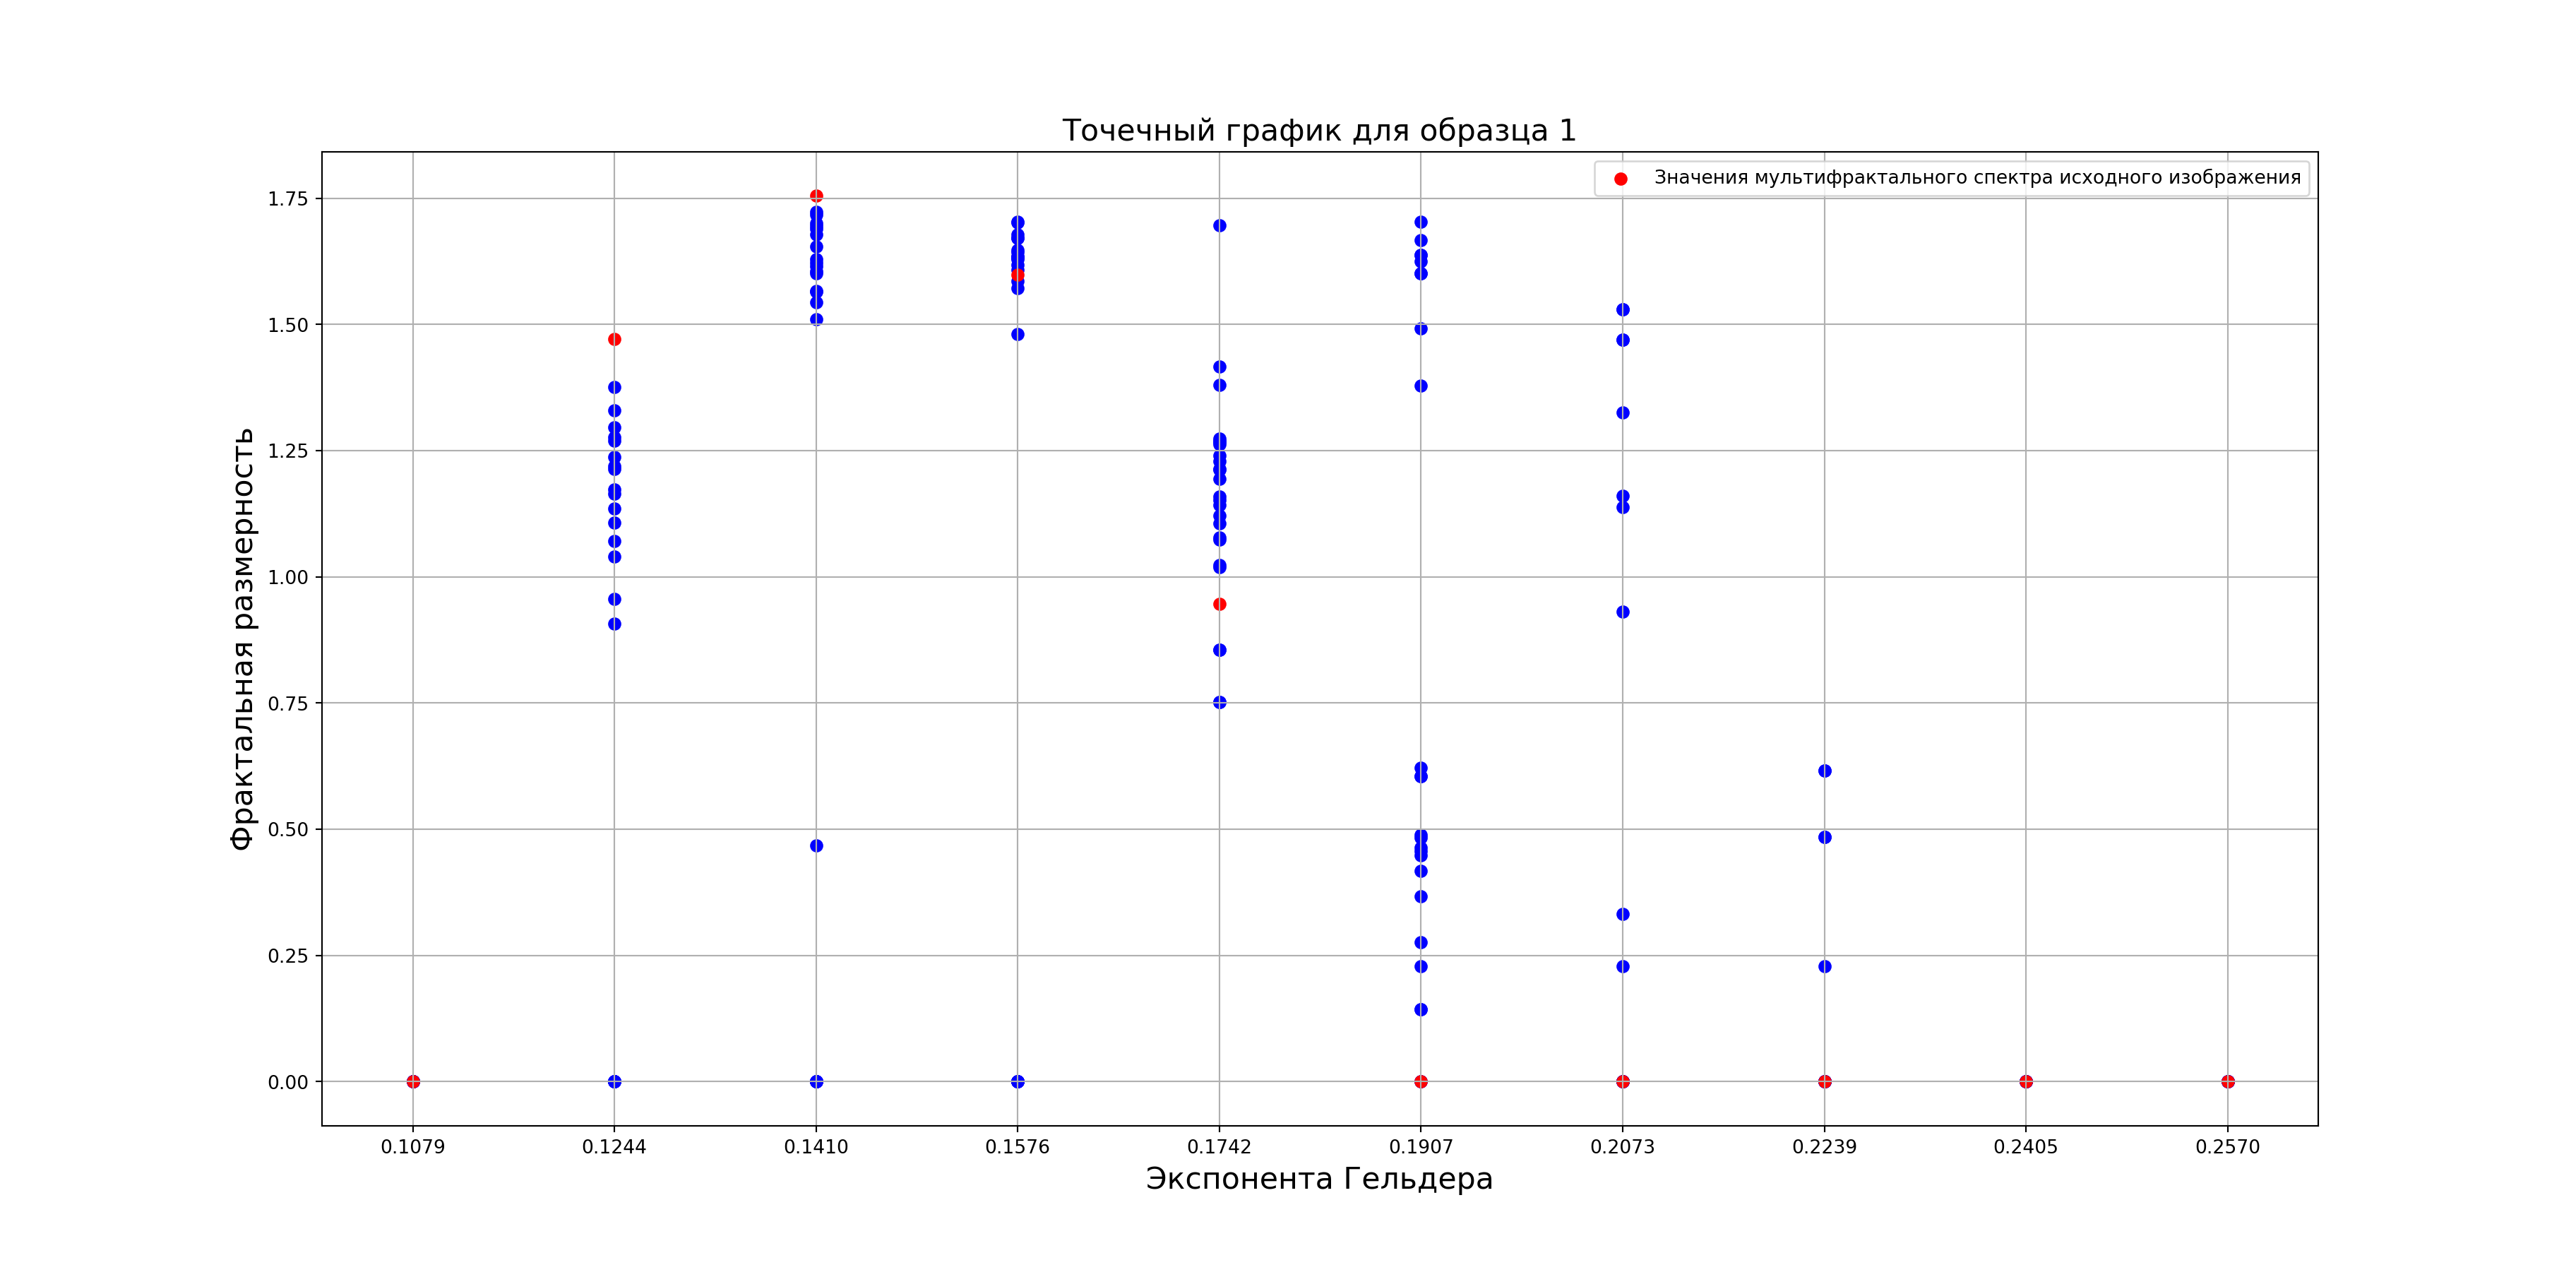 Точечный график для образца 1
Значения мультифрактального спектра исходного изображения
Фрактальная размерность
1.75
1.50
1.25
1.00
0.75
0.50
0.25
0.00
0.1079 0.1244 0.1410 0.1576 0.1742 0.1907 0.2073 0.2239 0.2405 0.2570
Экспонента Гельдера